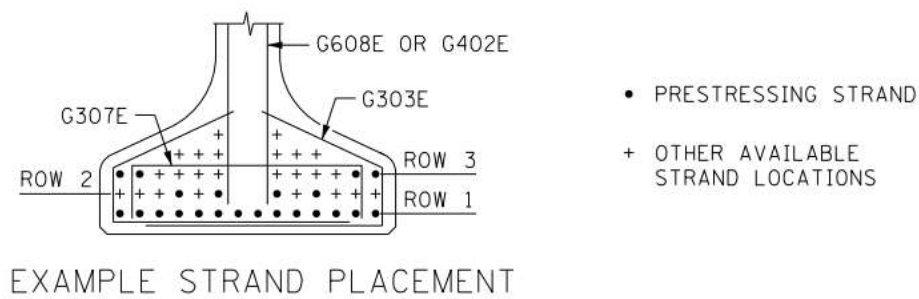 G608E OR G402E
G303E
G307E
• PRESTRESSING STRAND
+ OTHER AVAILABLE
STRAND LOCATIONS
ROW 3
ROW 2
ROW 1
EXAMPLE STRAND PLACEMENT